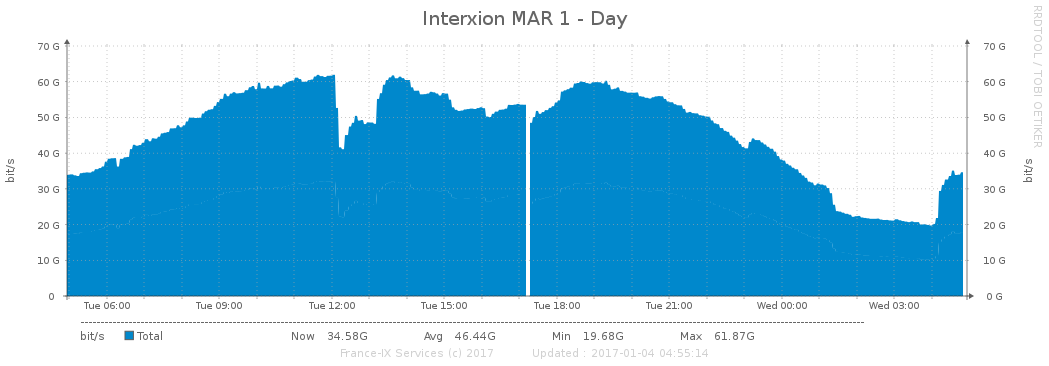 Interxion MAR 1 - Day
RRDTOOL / TOBI OETIKER
bit/s
bit/s
70 G 70 G
60 G 60 G
50 G 50 G
40 G 40 G
30 G 30 G
20 G 20 G
10 G 10 G
0 0 G
Tue 06:00 Tue 09:00 Tue 12:00 Tue 15:00 Tue 18:00 Tue 21:00 Wed 00:00 Wed 03:00
bit/s Total Now 34.58G Avg 46.44G Min 19.68G Max 61.87G
France-IX Services (c) 2017 Updated : 2017-01-04 04:55:14